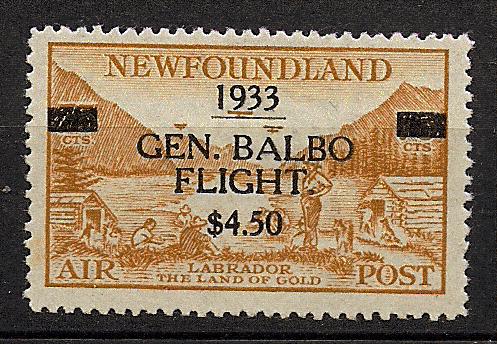 NEWFOUNDLAND
1933
CTS. CTS.
GEN. BALBO
FLIGHT.
$4.50
LABRADOR
AIR THE LAND OF GOLD POST